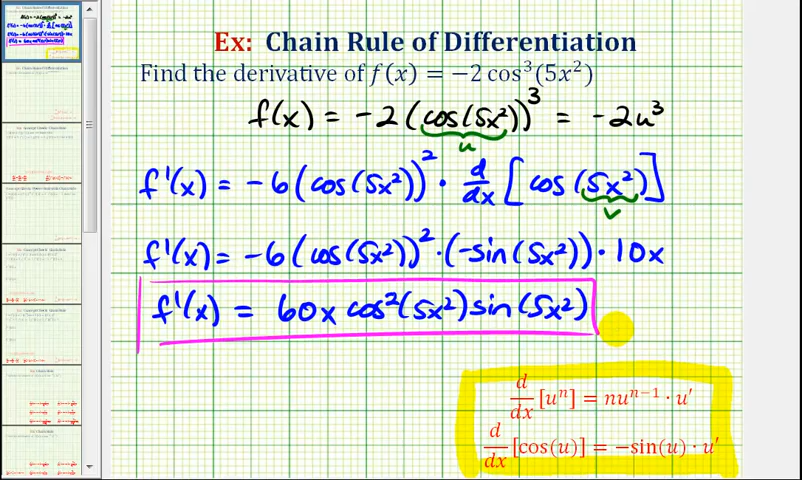 Ex: Chain Rule of Differentiation
Find the derivative of f(x) = −2 cos³(5x²)
f(x) = -2(cos(5x²))³ = -2u³
u
f'(x) = -6(cos(5x²))² · d/dx [cos(5x²)]
v
f'(x) = -6(cos(5x²))² · (-sin(5x²)) · 10x
f'(x) = 60x cos²(5x²) sin(5x²)
d/dx [uⁿ] = nuⁿ⁻¹ · u'
d/dx [cos(u)] = −sin(u) · u'